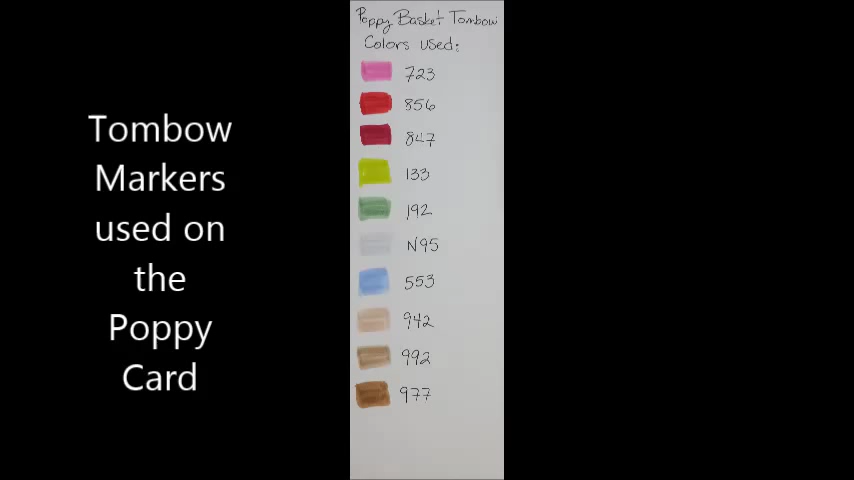 Tombow
Markers
used on
the
Poppy
Card
Poppy Basket Tombow
Colors used:
723
856
847
133
192
N95
553
942
992
977